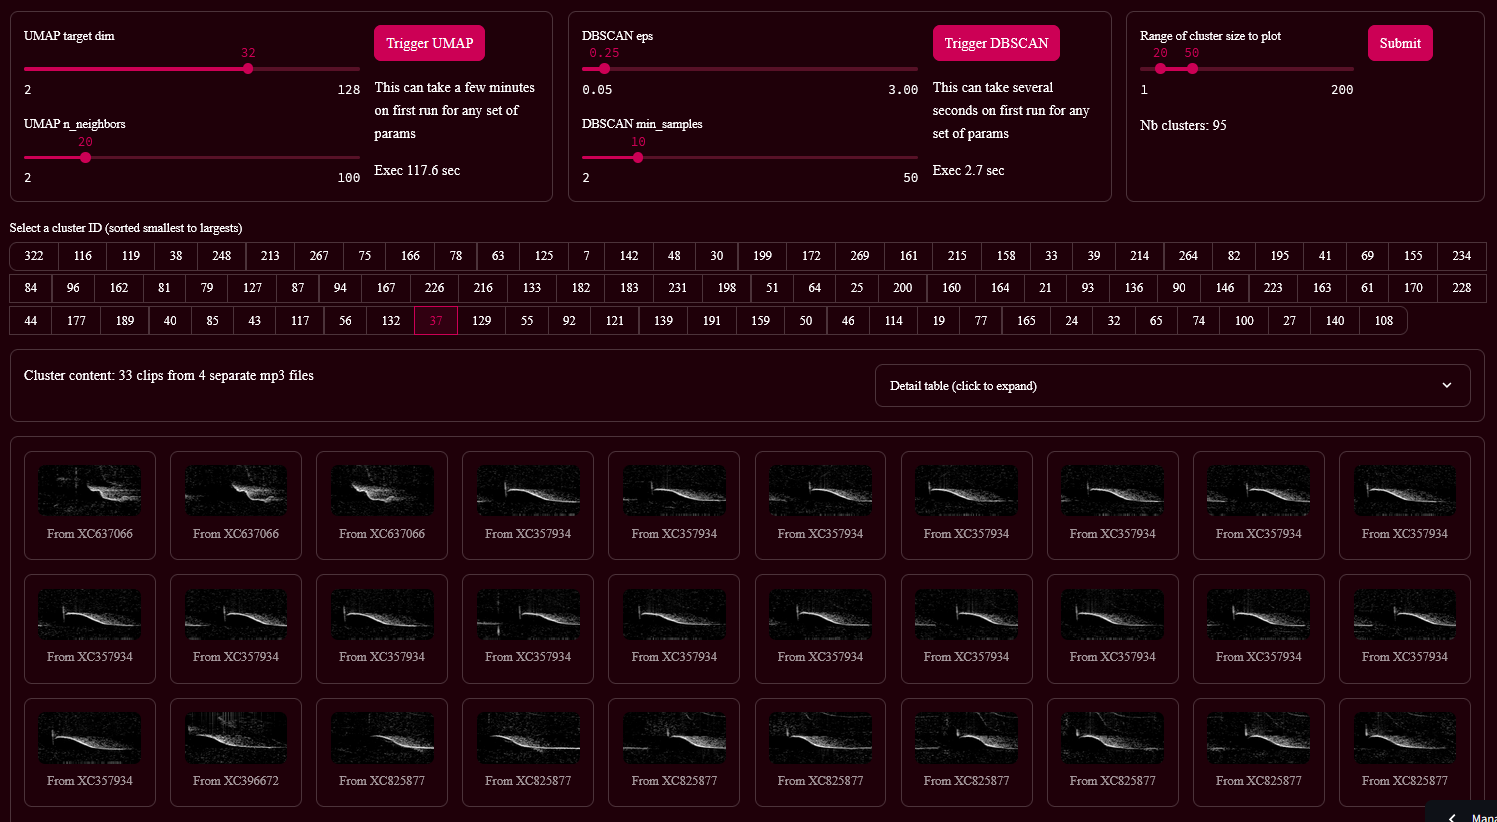 UMAP target dim
32
2 128
UMAP n_neighbors
20
2 100
Trigger UMAP
This can take a few minutes
on first run for any set of
params
Exec 117.6 sec
DBSCAN eps
0.25
0.05 3.00
DBSCAN min_samples
10
2 50
Trigger DBSCAN
This can take several
seconds on first run for any
set of params
Exec 2.7 sec
Range of cluster size to plot
20 50
1 200
Nb clusters: 95
Submit
Select a cluster ID (sorted smallest to largests)
322 116 119 38 248 213 267 75 166 78 63 125 7 142 48 30 199 172 269 161 215 158 33 39 214 264 82 195 41 69 155 234
84 96 162 81 79 127 87 94 167 226 216 133 182 183 231 198 51 64 25 200 160 164 21 93 136 90 146 223 163 61 170 228
44 177 189 40 85 43 117 56 132 37 129 55 92 121 139 191 159 50 46 114 19 77 165 24 32 65 74 100 27 140 108
Cluster content: 33 clips from 4 separate mp3 files
Detail table (click to expand)
From XC637066 From XC637066 From XC637066 From XC357934 From XC357934 From XC357934 From XC357934 From XC357934 From XC357934 From XC357934
From XC357934 From XC357934 From XC357934 From XC357934 From XC357934 From XC357934 From XC357934 From XC357934 From XC357934 From XC357934
From XC357934 From XC396672 From XC825877 From XC825877 From XC825877 From XC825877 From XC825877 From XC825877 From XC825877 From XC825877